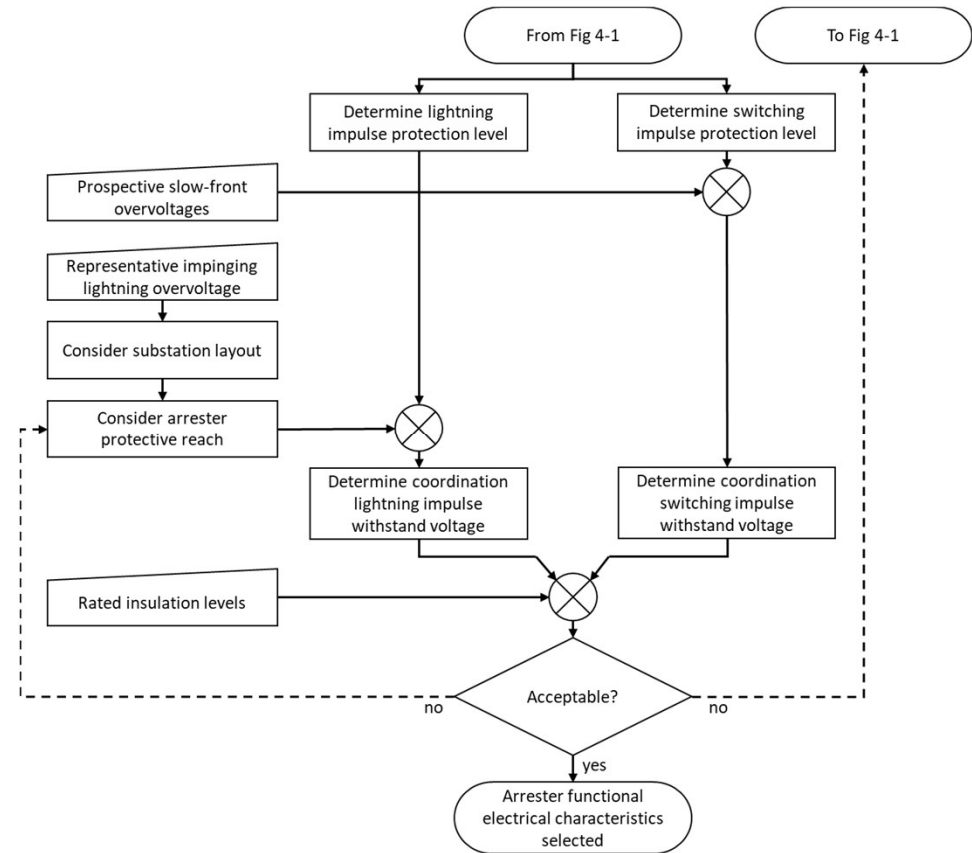 From Fig 4-1
To Fig 4-1
Determine lightning
impulse protection level
Determine switching
impulse protection level
Prospective slow-front
overvoltages
Representative impinging
lightning overvoltage
Consider substation layout
Consider arrester
protective reach
Determine coordination
lightning impulse
withstand voltage
Determine coordination
switching impulse
withstand voltage
Rated insulation levels
Acceptable?
no
no
yes
Arrester functional
electrical characteristics
selected